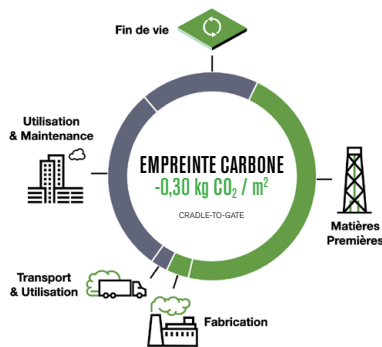 Fin de vie
Utilisation
& Maintenance
EMPREINTE CARBONE
-0,30 kg CO₂ / m²
CRADLE-TO-GATE
Matières
Premières
Transport
& Utilisation
Fabrication